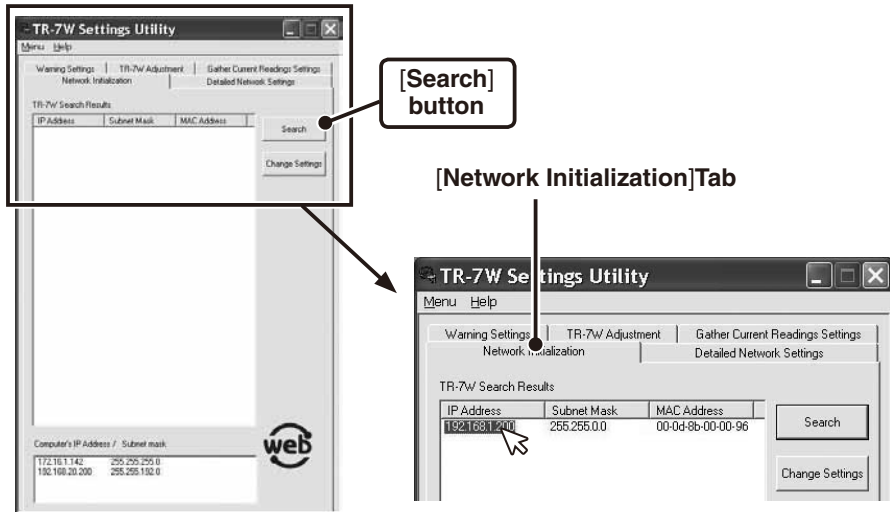 TR-7W Settings Utility
Menu Help
Warning Settings TR-7W Adjustment Gather Current Readings Settings
Network Initialization Detailed Network Settings
TR-7W Search Results
IP Address Subnet Mask MAC Address
Search
Change Settings
Computer's IP Address / Subnet mask
172.16.1.142 255.255.255.0
192.168.20.200 255.255.192.0
web
[Search]
button
[Network Initialization]Tab
TR-7W Settings Utility
Menu Help
Warning Settings TR-7W Adjustment Gather Current Readings Settings
Network Initialization Detailed Network Settings
TR-7W Search Results
IP Address Subnet Mask MAC Address
192.168.1.200 255.255.0.0 00-0d-8b-00-00-96
Search
Change Settings